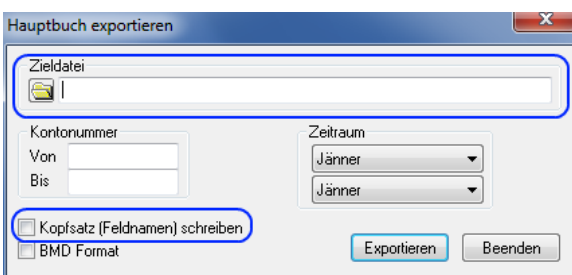 Hauptbuch exportieren
Zieldatei
Kontonummer
Von
Bis
Zeitraum
Jänner
Jänner
Kopfsatz (Feldnamen) schreiben
BMD Format
Exportieren
Beenden